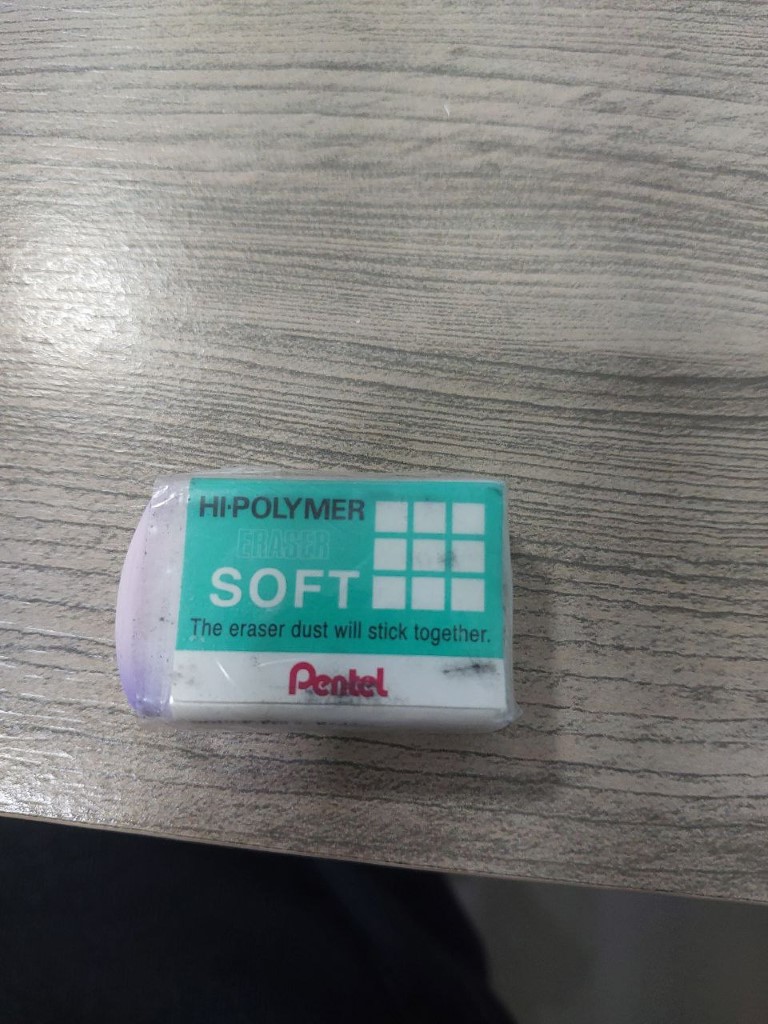 HI-POLYMER
ERASER
SOFT
The eraser dust will stick together.
Pentel